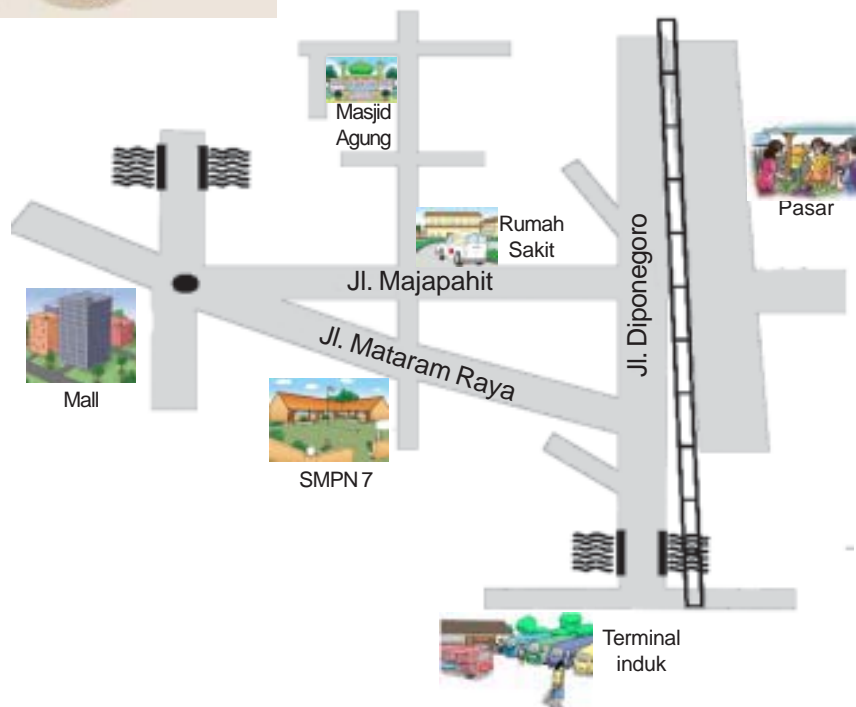 Masjid
Agung
Pasar
Rumah
Sakit
Jl. Majapahit
Jl. Diponegoro
Jl. Mataram Raya
Mall
SMPN 7
Terminal
induk